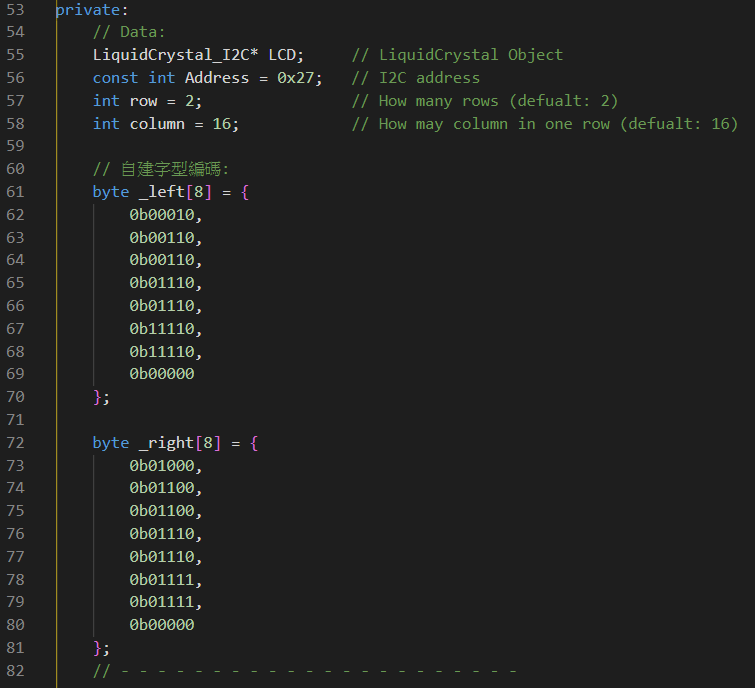 53 private:
54     // Data:
55     LiquidCrystal_I2C* LCD;     // LiquidCrystal Object
56     const int Address = 0x27;   // I2C address
57     int row = 2;                // How many rows (defualt: 2)
58     int column = 16;            // How may column in one row (defualt: 16)
59
60     // 自建字型編碼:
61     byte _left[8] = {
62         0b00010,
63         0b00110,
64         0b00110,
65         0b01110,
66         0b01110,
67         0b11110,
68         0b11110,
69         0b00000
70     };
71
72     byte _right[8] = {
73         0b01000,
74         0b01100,
75         0b01100,
76         0b01110,
77         0b01110,
78         0b01111,
79         0b01111,
80         0b00000
81     };
82     // - - - - - - - - - - - - - - - - - - - - - -